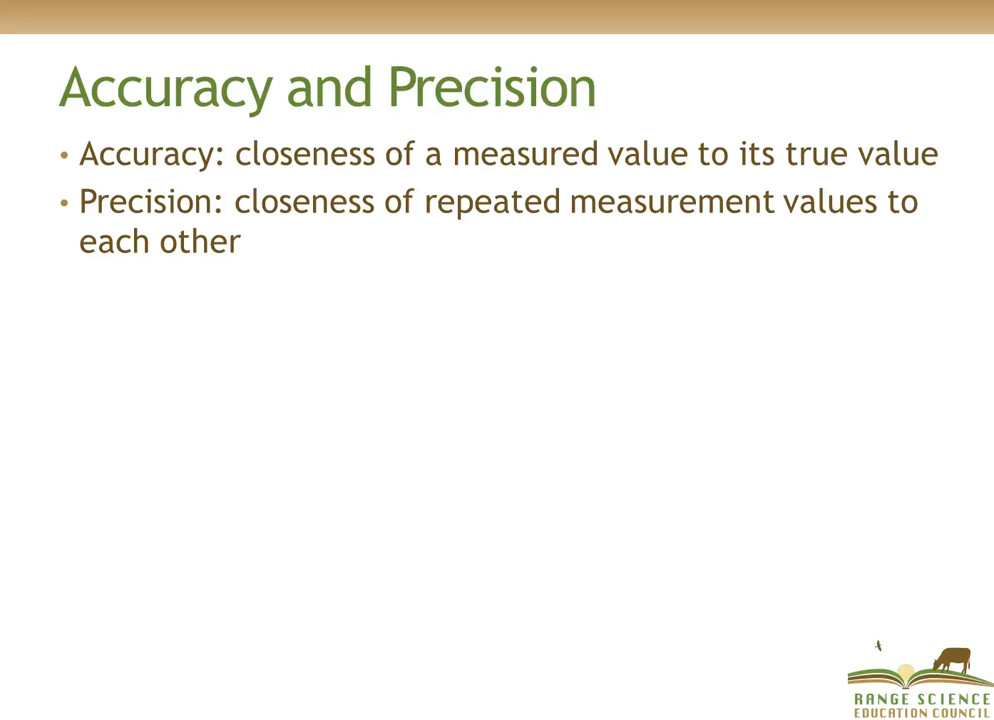 Accuracy and Precision
• Accuracy: closeness of a measured value to its true value
• Precision: closeness of repeated measurement values to
each other
RANGE SCIENCE
EDUCATION COUNCIL